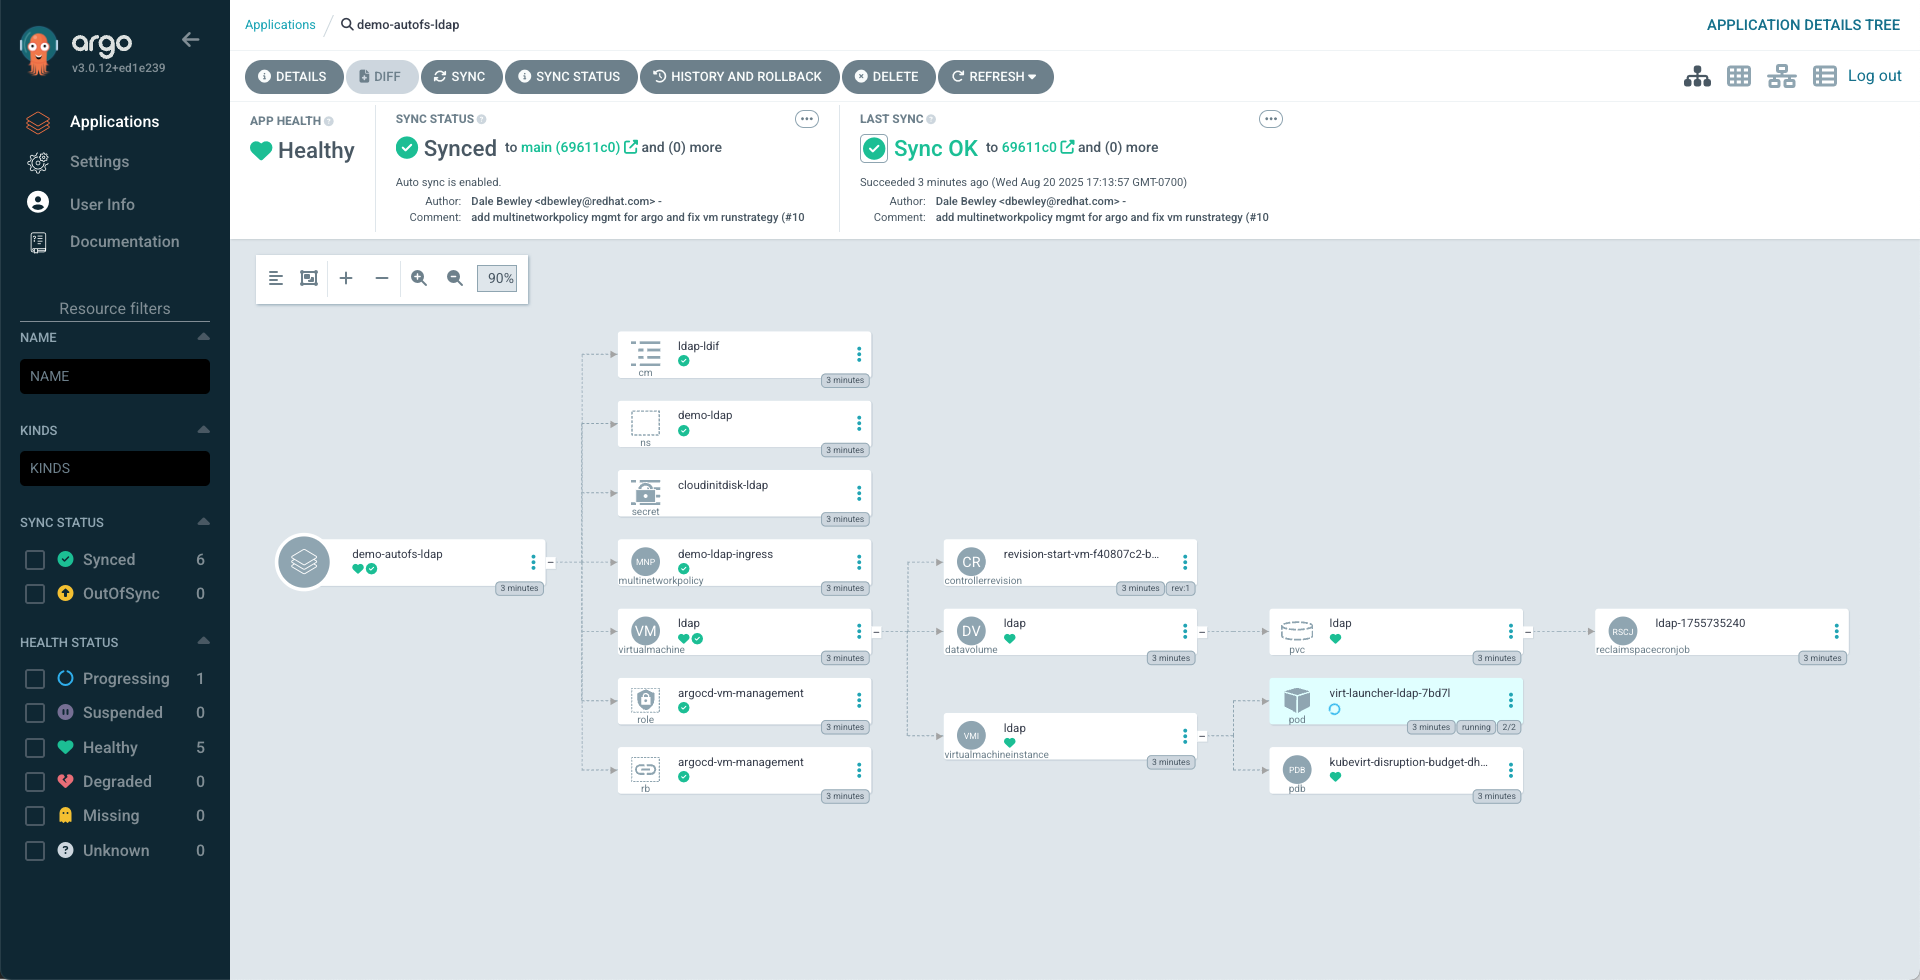 argo
v3.0.12+ed1e239
Applications
Settings
User Info
Documentation
Resource filters
NAME
NAME
KINDS
KINDS
SYNC STATUS
Synced 6
OutOfSync 0
HEALTH STATUS
Progressing 1
Suspended 0
Healthy 5
Degraded 0
Missing 0
Unknown 0
Applications / demo-autofs-ldap
APPLICATION DETAILS TREE
DETAILS DIFF SYNC SYNC STATUS HISTORY AND ROLLBACK DELETE REFRESH
Log out
APP HEALTH
Healthy
SYNC STATUS
Synced to main (69611c0) and (0) more
Auto sync is enabled.
Author: Dale Bewley <dbewley@redhat.com> -
Comment: add multinetworkpolicy mgmt for argo and fix vm runstrategy (#10
LAST SYNC
Sync OK to 69611c0 and (0) more
Succeeded 3 minutes ago (Wed Aug 20 2025 17:13:57 GMT-0700)
Author: Dale Bewley <dbewley@redhat.com> -
Comment: add multinetworkpolicy mgmt for argo and fix vm runstrategy (#10
90%
demo-autofs-ldap
3 minutes
ldap-ldif
cm
3 minutes
demo-ldap
ns
3 minutes
cloudinitdisk-ldap
secret
3 minutes
MNP
demo-ldap-ingress
multinetworkpolicy
3 minutes
VM
ldap
virtualmachine
3 minutes
argocd-vm-management
role
3 minutes
argocd-vm-management
rb
3 minutes
CR
revision-start-vm-f40807c2-b...
controllerrevision
3 minutes rev:1
DV
ldap
datavolume
3 minutes
VMI
ldap
virtualmachineinstance
3 minutes
ldap
pvc
3 minutes
virt-launcher-ldap-7bd7l
pod
3 minutes running 2/2
PDB
kubevirt-disruption-budget-dh...
pdb
3 minutes
RSCJ
ldap-1755735240
reclaimspacecronjob
3 minutes